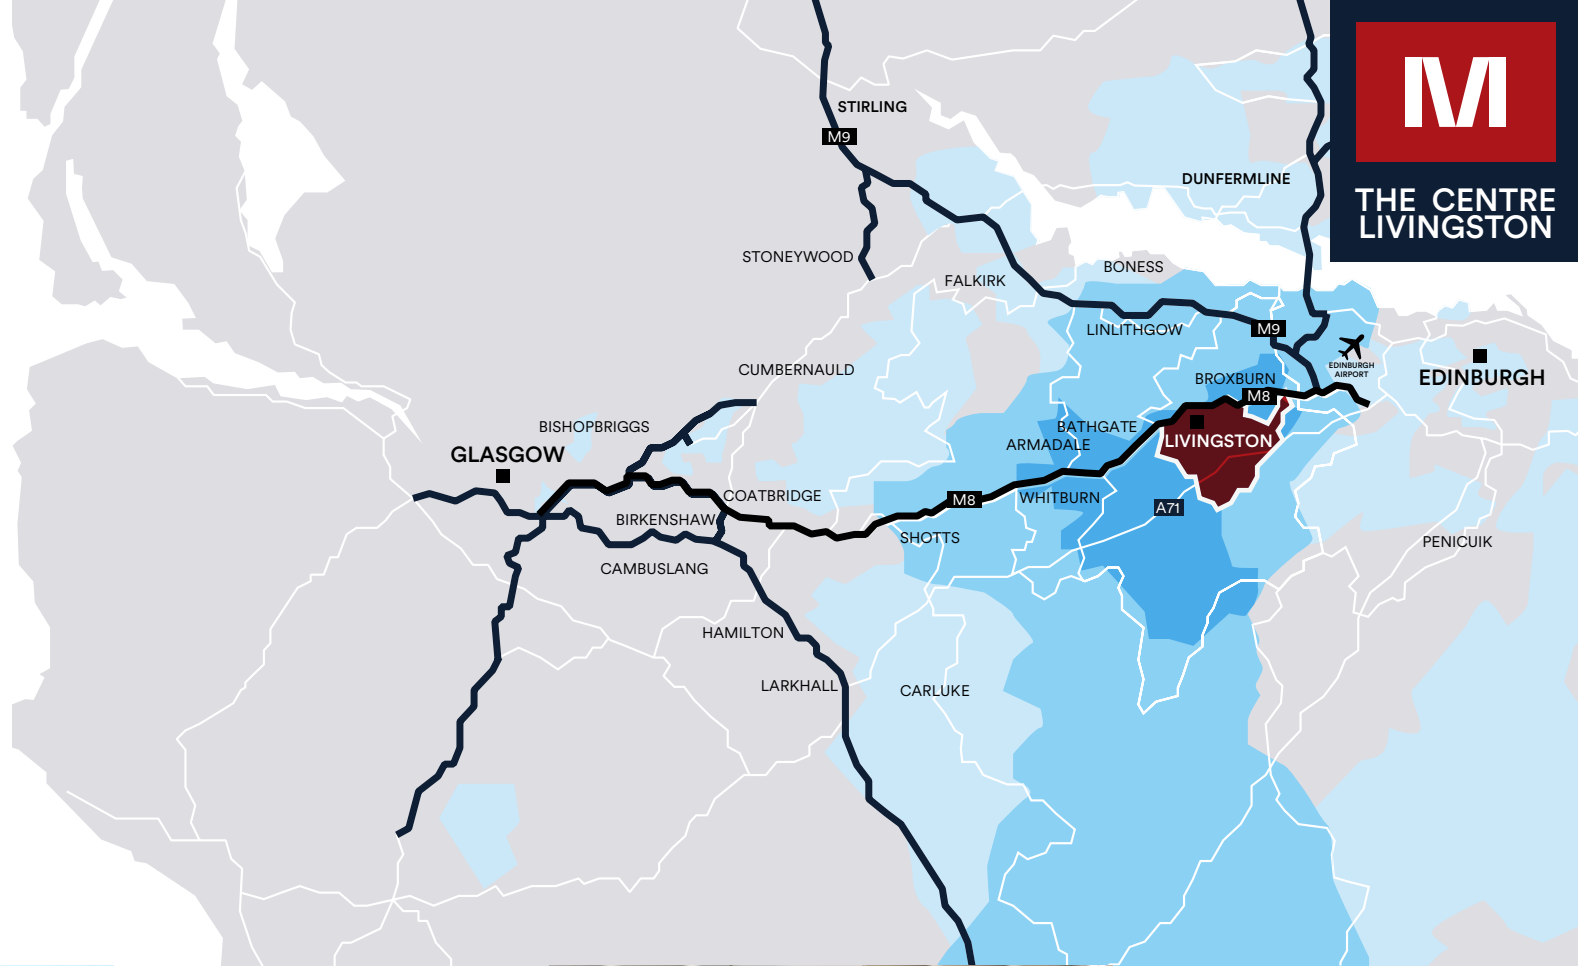 M
THE CENTRE
LIVINGSTON
STIRLING
M9
DUNFERMLINE
STONEYWOOD
BONESS
FALKIRK
LINLITHGOW
M9
EDINBURGH
AIRPORT
CUMBERNAULD
BROXBURN
EDINBURGH
M8
BISHOPBRIGGS
BATHGATE
ARMADALE
LIVINGSTON
GLASGOW
COATBRIDGE
M8
WHITBURN
A71
BIRKENSHAW
SHOTTS
PENICUIK
CAMBUSLANG
HAMILTON
LARKHALL
CARLUKE